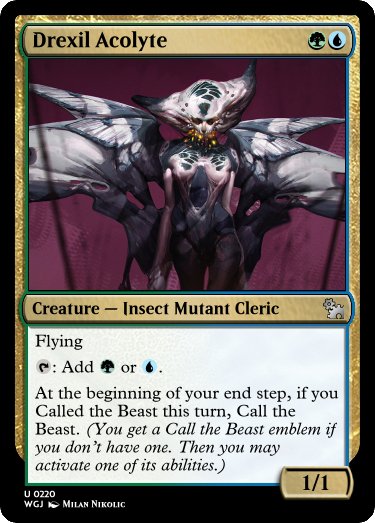 Drexil Acolyte
Creature — Insect Mutant Cleric
Flying
: Add or .
At the beginning of your end step, if you
Called the Beast this turn, Call the
Beast. (You get a Call the Beast emblem if
you don't have one. Then you may
activate one of its abilities.)
1/1
U 0220
WGJ Milan Nikolic